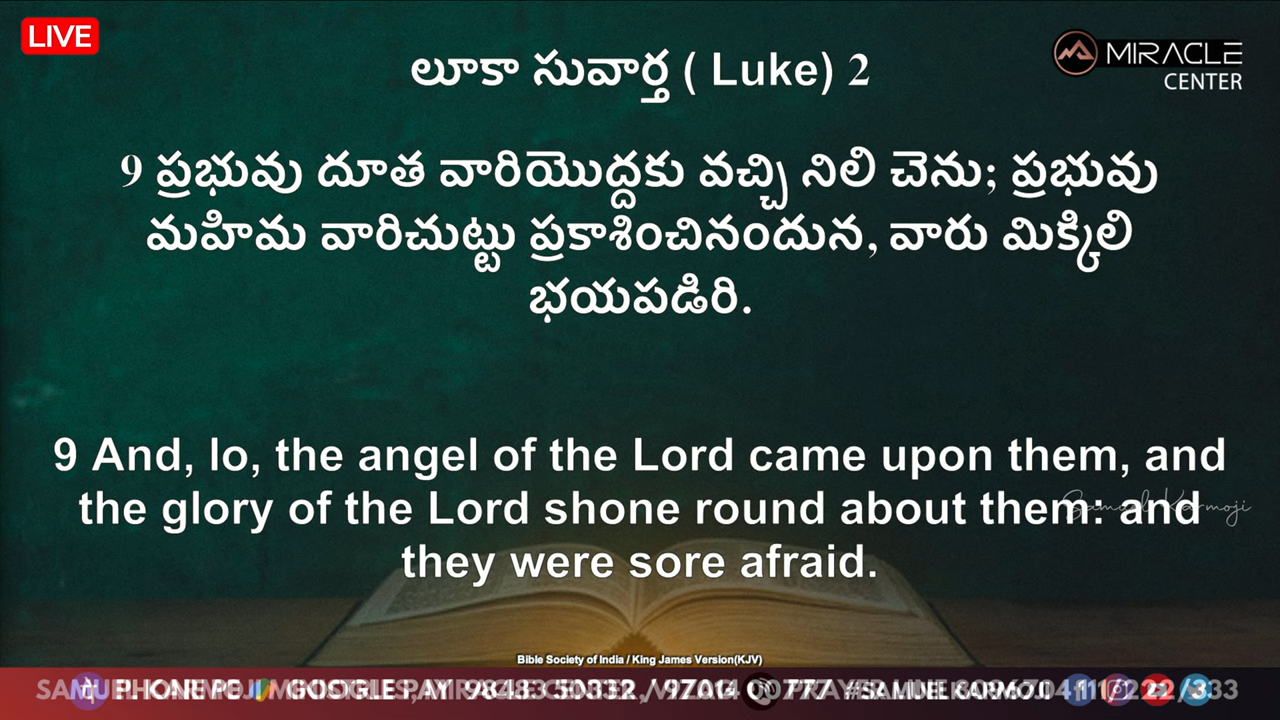 LIVE
MIRACLE
CENTER
లూకా సువార్త ( Luke) 2
9 ప్రభువు దూత వారియొద్దకు వచ్చి నిలి చెను; ప్రభువు
మహిమ వారిచుట్టు ప్రకాశించినందున, వారు మిక్కిలి
భయపడిరి.
9 And, lo, the angel of the Lord came upon them, and
the glory of the Lord shone round about them: and
they were sore afraid.
Samuel Karmoji
Bible Society of India / King James Version(KJV)